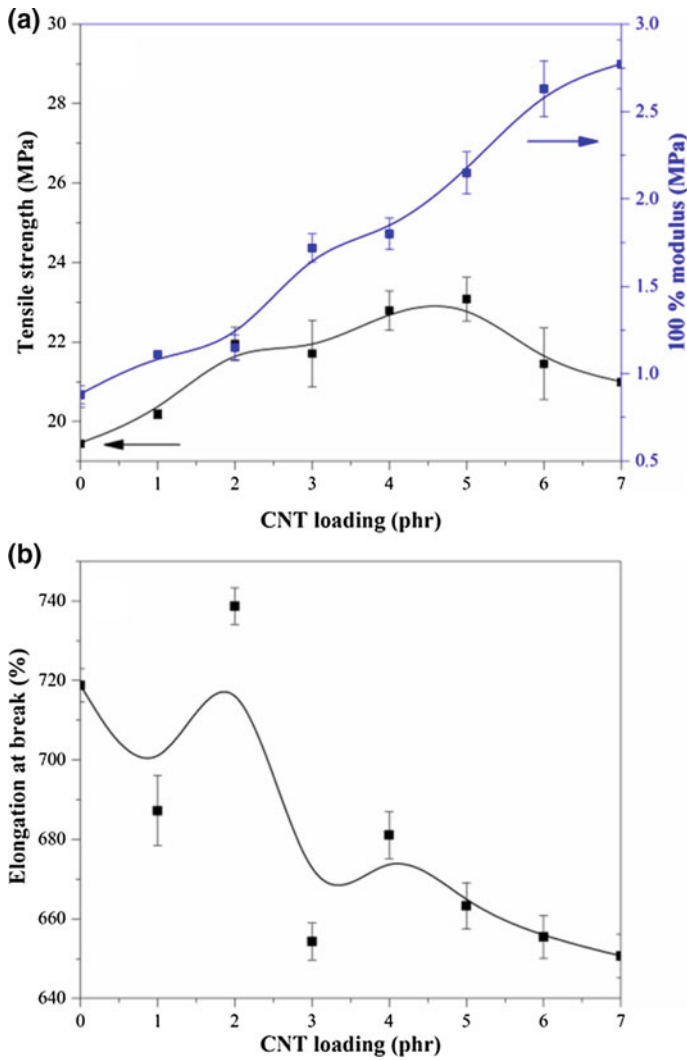 (a)
30
28
26
24
22
20
Tensile strength (MPa)
3.0
2.5
2.0
1.5
1.0
0.5
100 % modulus (MPa)
0 1 2 3 4 5 6 7
CNT loading (phr)
(b)
740
720
700
680
660
640
Elongation at break (%)
0 1 2 3 4 5 6 7
CNT loading (phr)